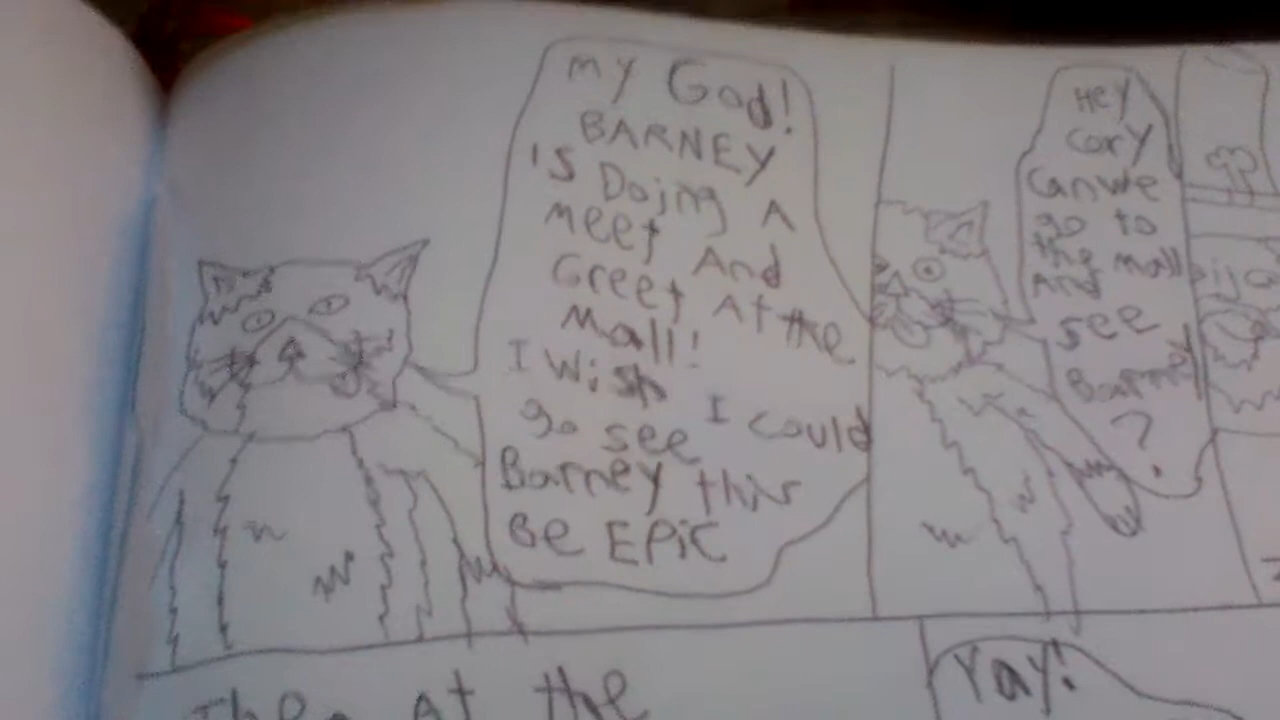 my God!
BARNEY
is Doing A
meet And
Greet At the
mall!
I wish
I could
go see
Barney this
Be EPiC
Hey
Cory
Can we
go to
the mall
And
see
Barney
?
Then At the
Yay!